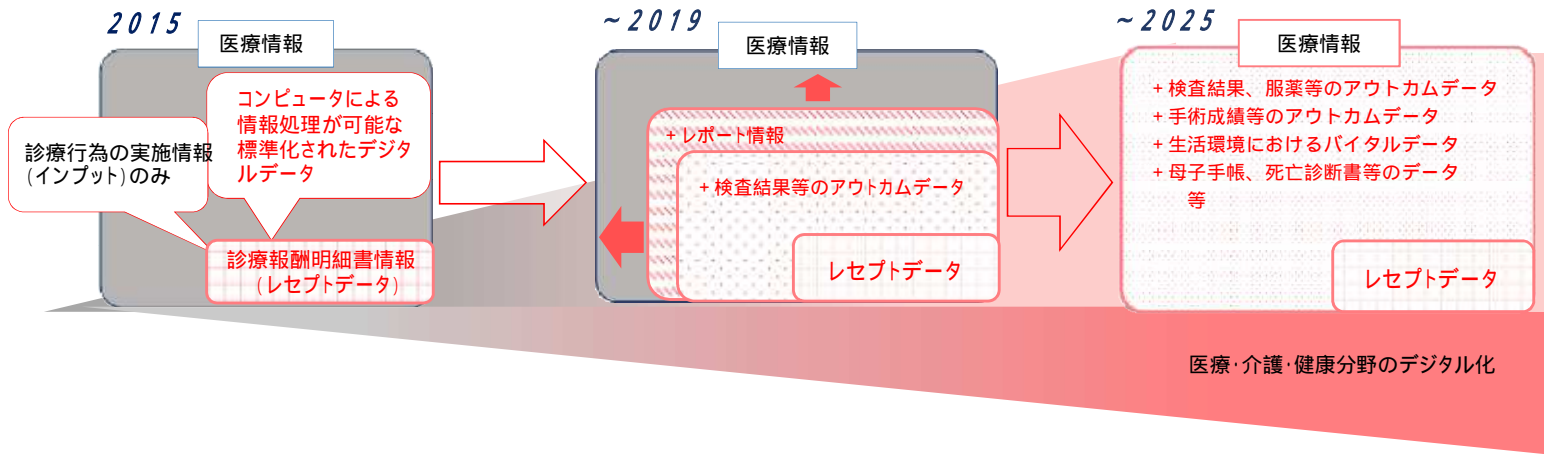 2015
医療情報
コンピュータによる
情報処理が可能な
標準化されたデジタ
ルデータ
診療行為の実施情報
(インプット)のみ
診療報酬明細書情報
(レセプトデータ)
~2019
医療情報
+レポート情報
+検査結果等のアウトカムデータ
レセプトデータ
~2025
医療情報
+検査結果、服薬等のアウトカムデータ
+手術成績等のアウトカムデータ
+生活環境におけるバイタルデータ
+母子手帳、死亡診断書等のデータ
等
レセプトデータ
医療・介護・健康分野のデジタル化